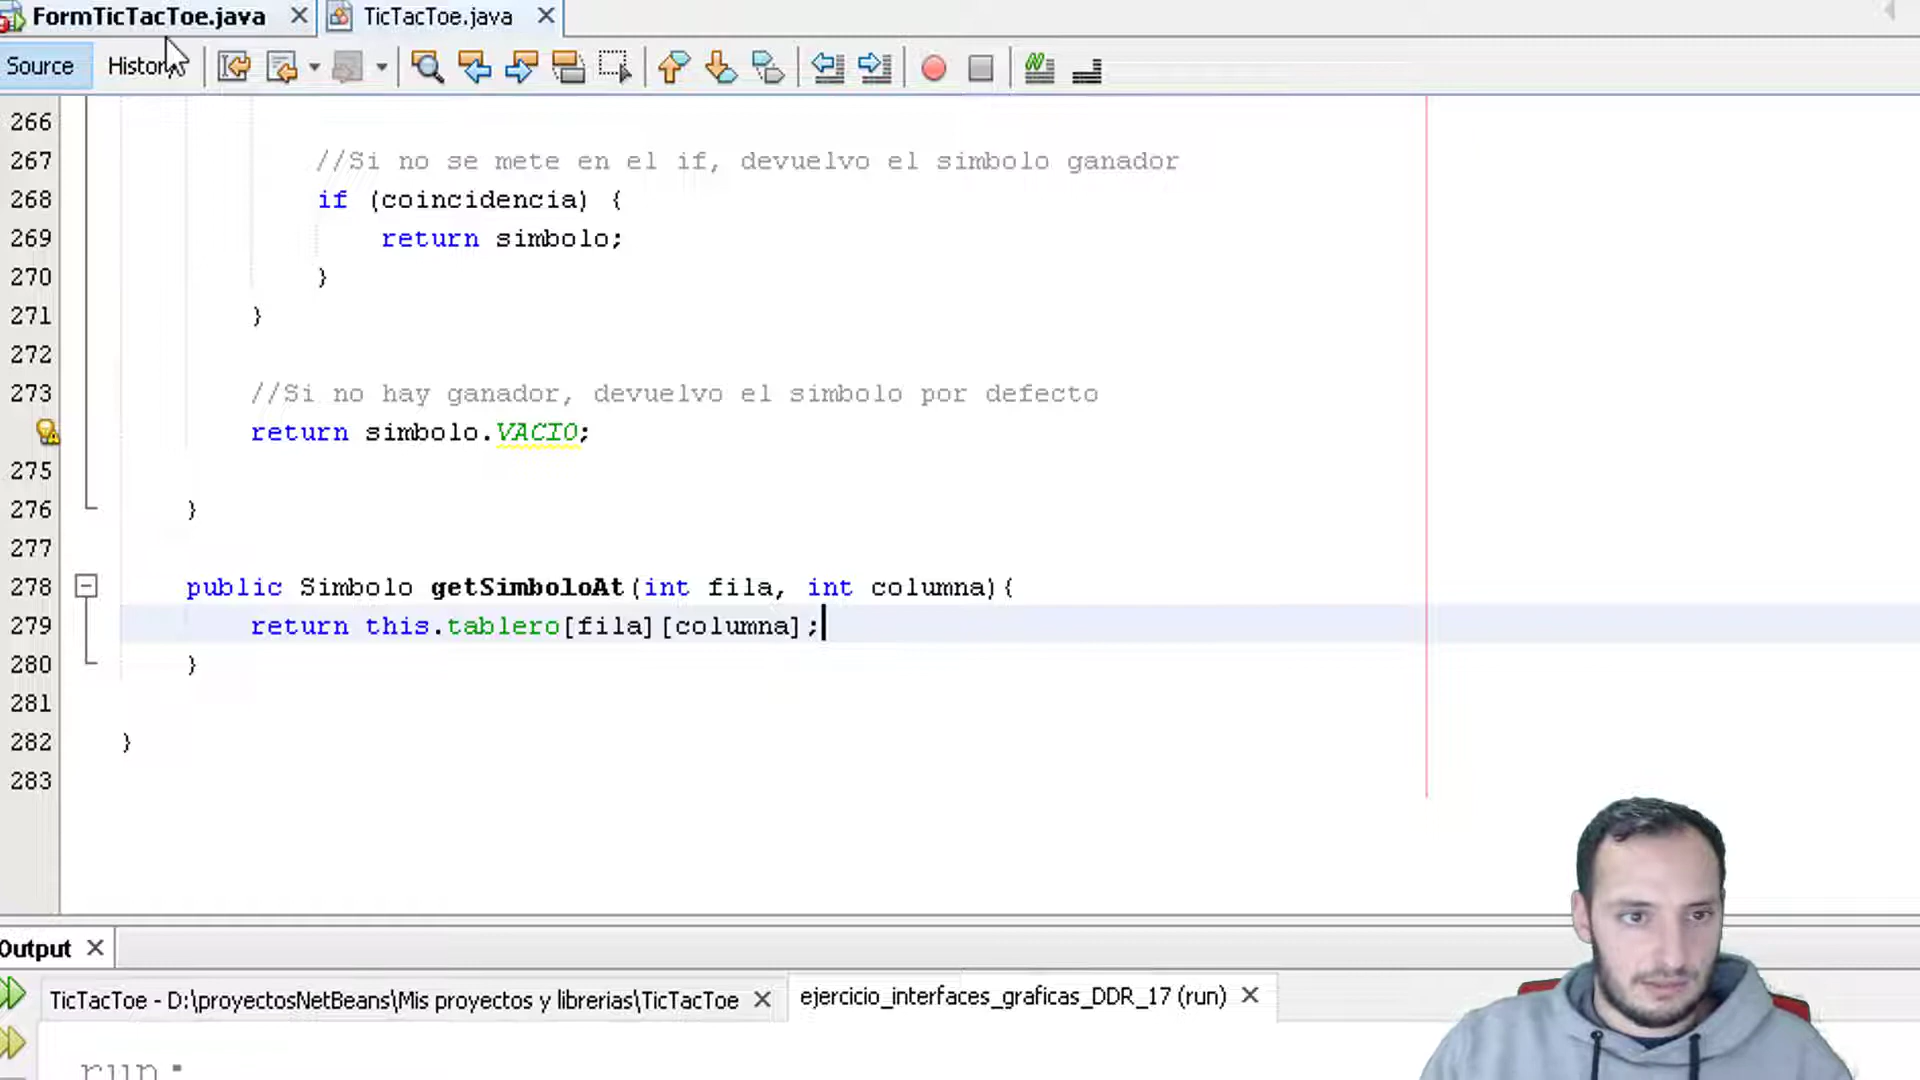 FormTicTacToe.java
TicTacToe.java
Source
History
266
267 //Si no se mete en el if, devuelvo el simbolo ganador
268 if (coincidencia) {
269 return simbolo;
270 }
271 }
272
273 //Si no hay ganador, devuelvo el simbolo por defecto
return simbolo.VACIO;
275
276 }
277
278 public Simbolo getSimboloAt(int fila, int columna){
279 return this.tablero[fila][columna];
280 }
281
282 }
283
Output
TicTacToe - D:\proyectosNetBeans\Mis proyectos y librerias\TicTacToe
ejercicio_interfaces_graficas_DDR_17 (run)
run: